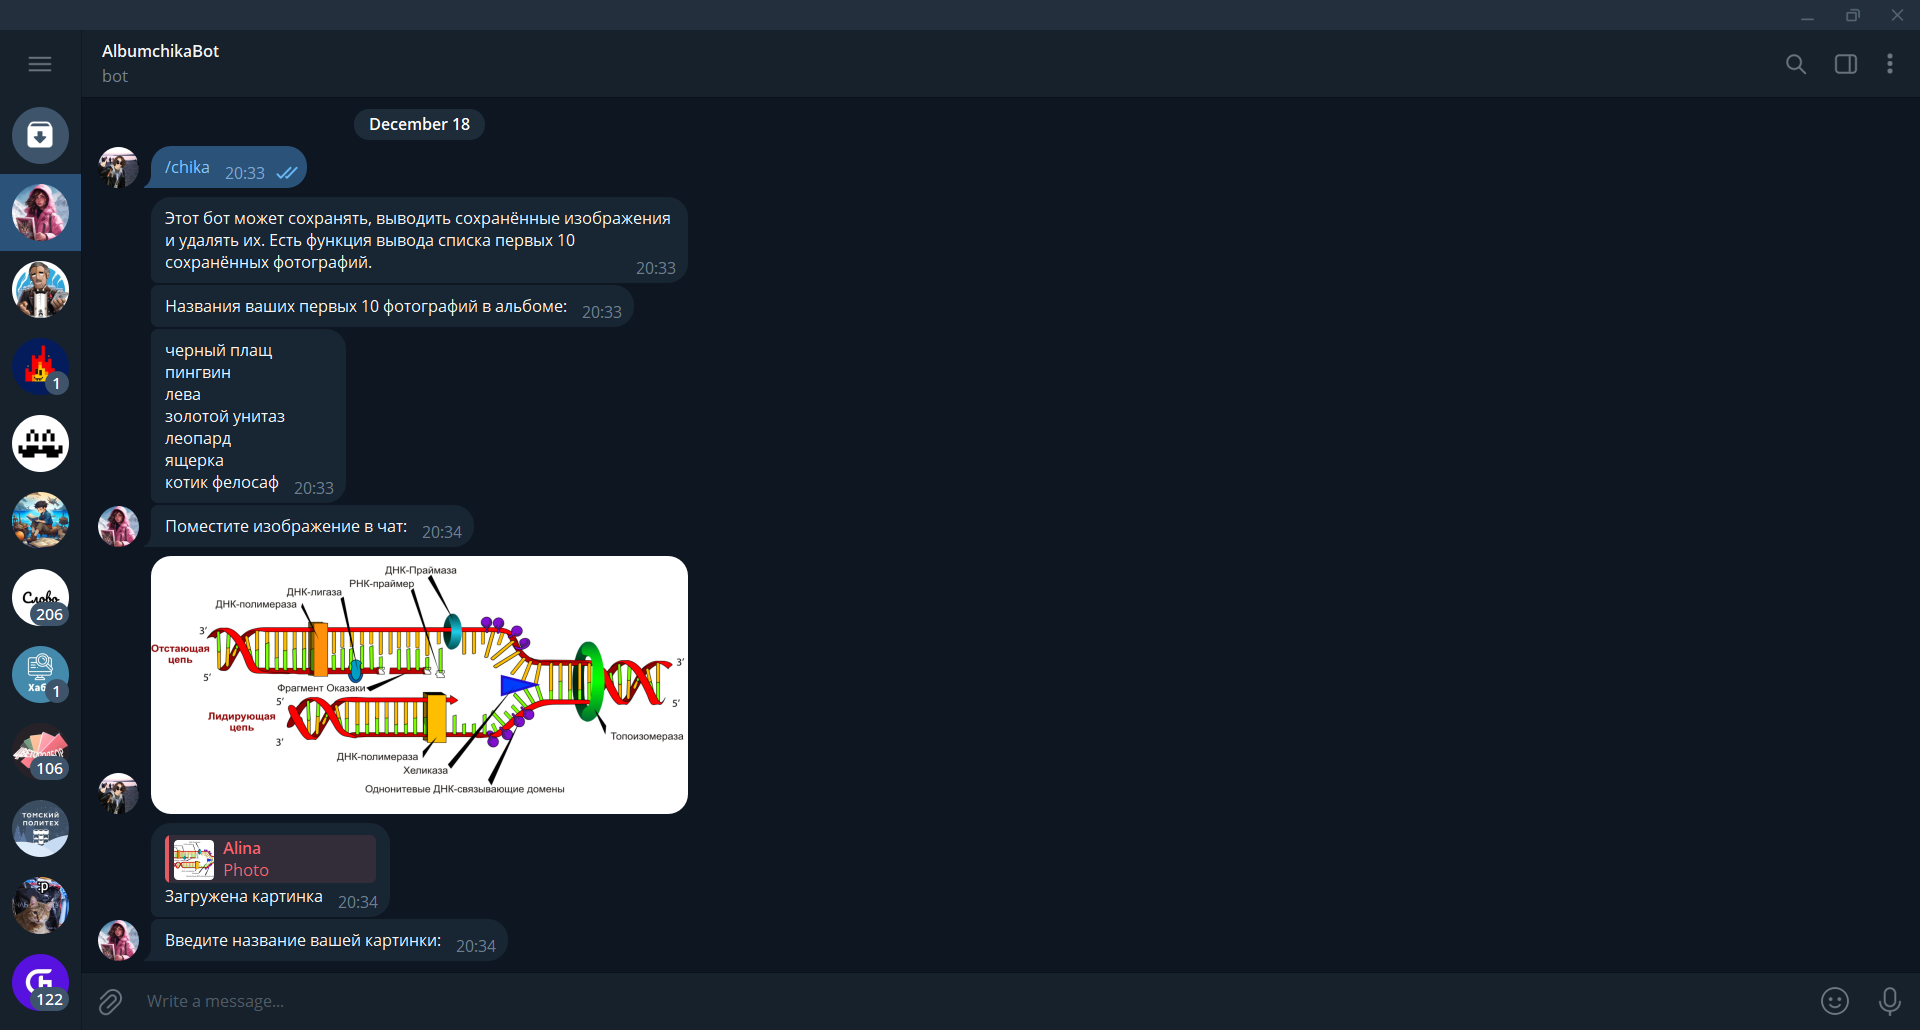 AlbumchikaBot
bot
December 18
/chika 20:33
Этот бот может сохранять, выводить сохранённые изображения
и удалять их. Есть функция вывода списка первых 10
сохранённых фотографий. 20:33
Названия ваших первых 10 фотографий в альбоме: 20:33
черный плащ
пингвин
лева
золотой унитаз
леопард
ящерка
котик фелосаф 20:33
Поместите изображение в чат: 20:34
ДНК-Праймаза
РНК-праймер
ДНК-лигаза
ДНК-полимераза
3'
Отстающая
цепь
5'
3'
5'
Фрагмент Оказаки
5'
Лидирующая
цепь
3'
Топоизомераза
ДНК-полимераза
Хеликаза
Однонитевые ДНК-связывающие домены
Alina
Photo
Загружена картинка 20:34
Введите название вашей картинки: 20:34
Write a message...
1
Слово
206
1
106
ТОМСКИЙ
ПОЛИТЕХ
:p
122